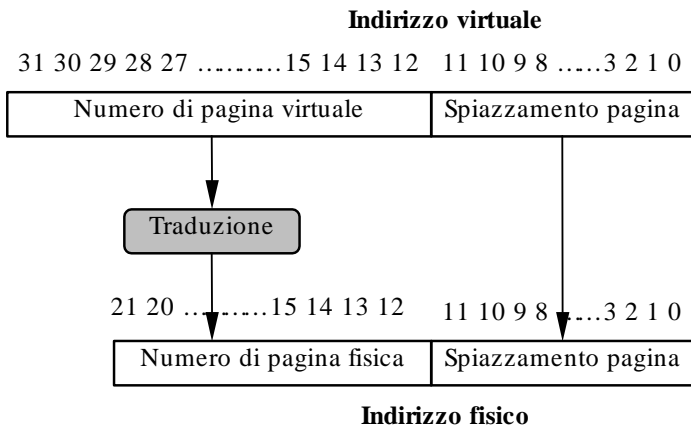 Indirizzo virtuale
31 30 29 28 27 …….….15 14 13 12 11 10 9 8 …...3 2 1 0
Numero di pagina virtuale Spiazzamento pagina
Traduzione
21 20 …..…..…15 14 13 12 11 10 9 8 …...3 2 1 0
Numero di pagina fisica Spiazzamento pagina
Indirizzo fisico